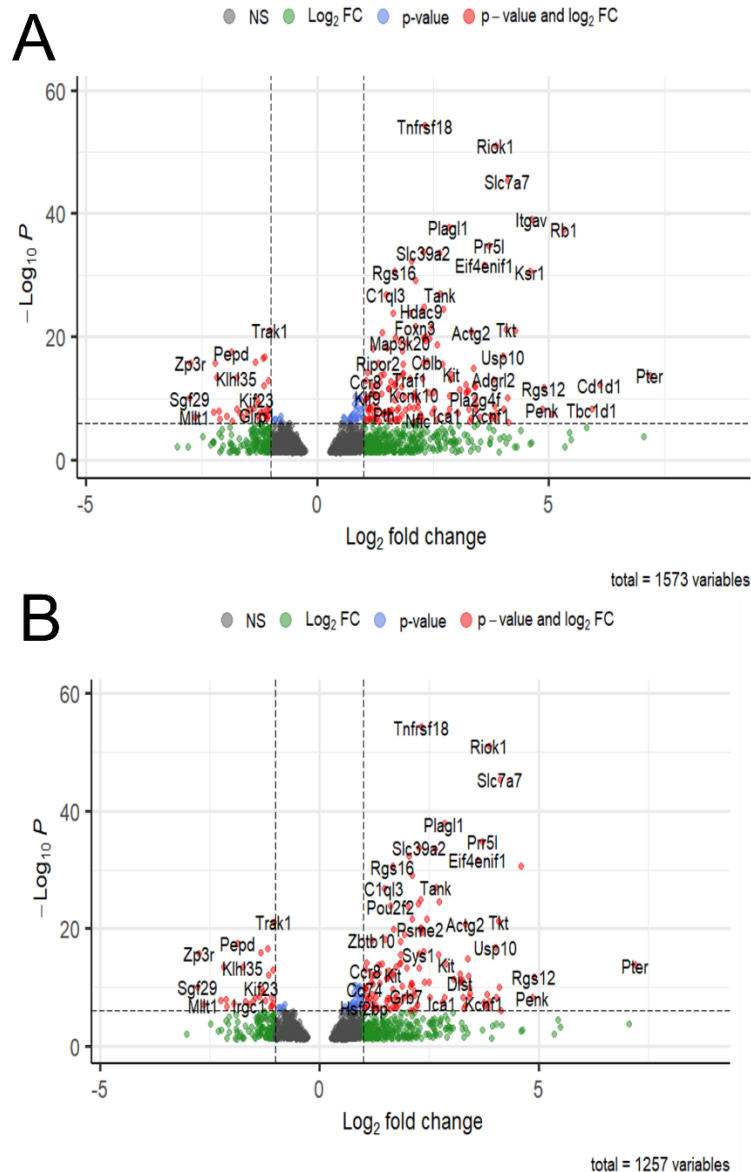 A
NS Log2 FC p-value p – value and log2 FC
60
Tnfrsf18
Riok1
Slc7a7
40
Itgav
Plagl1 Rb1
Prr5l
Slc39a2
Eif4enif1
Rgs16 Ksr1
C1ql3 Tank
Hdac9
– Log10 P
20
Trak1 Foxn3 Actg2 Tkt
Map3k20
Pepd Usp10
Zp3r Ripor2 Cblb
Klhl35 Ccr8 Traf1 Kit Adgrl2 Pter
Rgs12 Cd1d1
Sgf29 Kif23 Klf9 Kcnk10 Pla2g4f
Mllt1 Glrp Pth Nfic Ica1 Kcnf1 Penk Tbc1d1
0
-5 0 5
Log2 fold change
total = 1573 variables
B
NS Log2 FC p-value p – value and log2 FC
60
Tnfrsf18
Riok1
Slc7a7
40
Plagl1
Prr5l
Slc39a2
Eif4enif1
Rgs16
C1ql3 Tank
Pou2f2
– Log10 P
20
Trak1 Psme2 Actg2 Tkt
Pepd Zbtb10
Zp3r Sys1 Usp10
Klhl35 Ccr8 Kit Kit Pter
Rgs12
Sgf29 Kif23 Cd74 Dlst
Grb7
Mllt1 Irgc1 Hsf2bp Ica1 Kcnf1 Penk
0
-5 0 5
Log2 fold change
total = 1257 variables